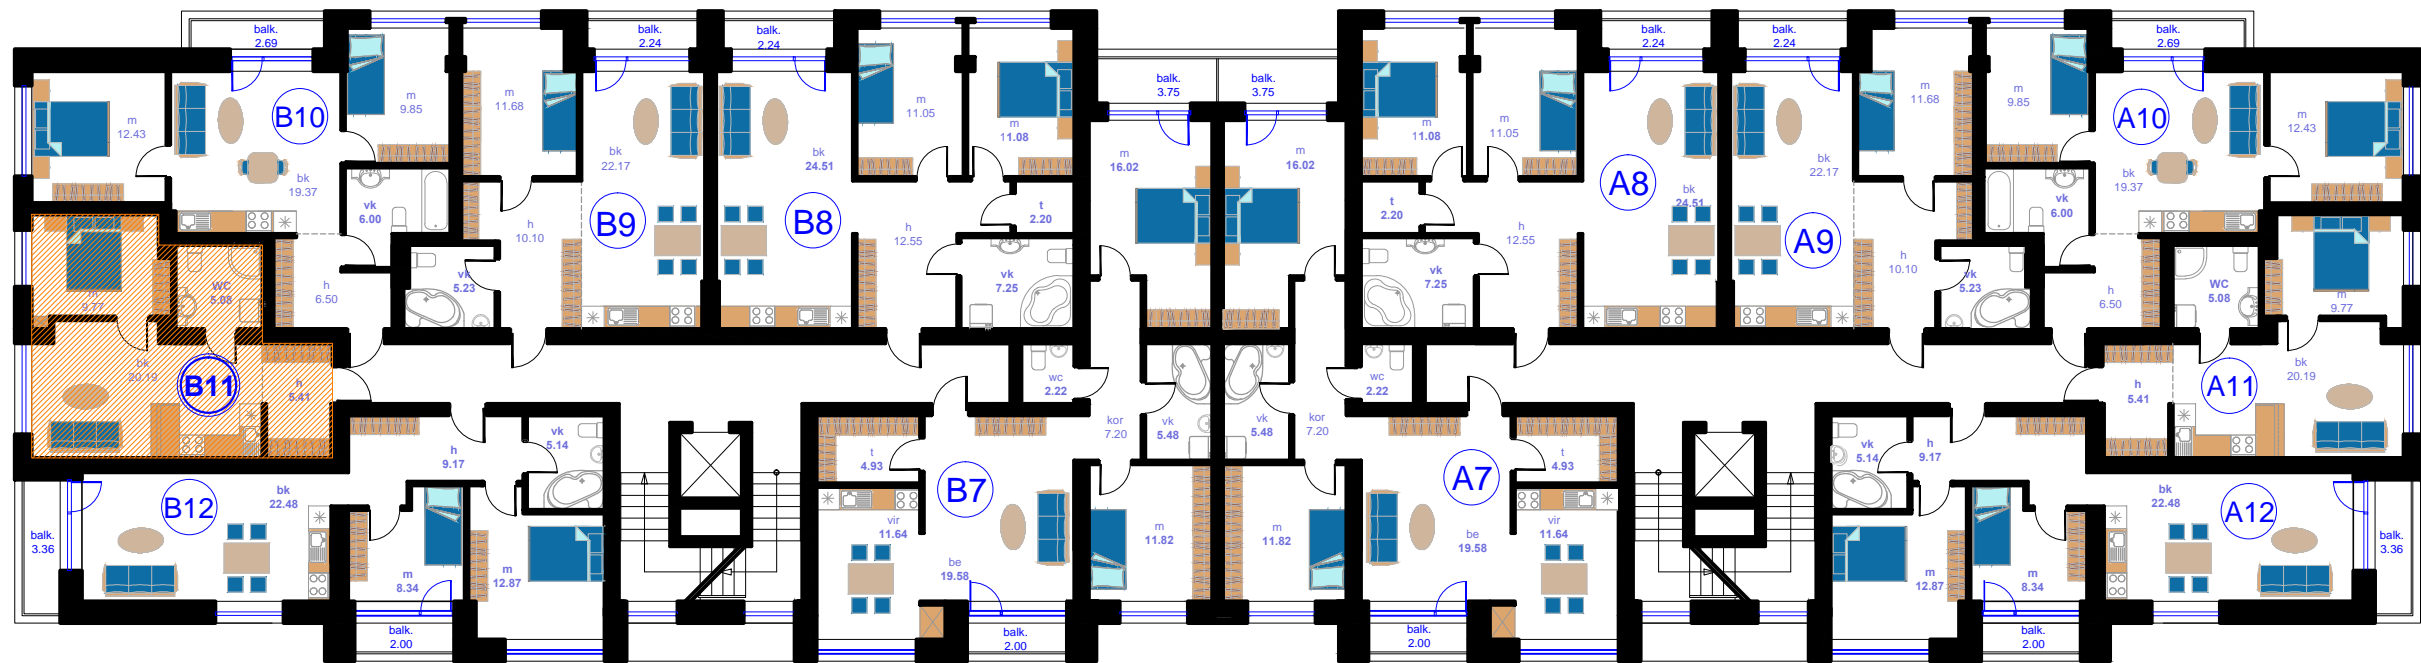 balk.
2.69
balk.
2.24
balk.
2.24
balk.
3.75
balk.
3.75
balk.
2.24
balk.
2.24
balk.
2.69
m
12.43
B10
bk
19.37
m
9.85
vk
6.00
h
6.50
m
11.68
h
10.10
vk
5.23
bk
22.17
B9
bk
24.51
B8
m
11.05
m
11.08
t
2.20
h
12.55
vk
7.25
m
16.02
m
16.02
m
11.08
m
11.05
t
2.20
h
12.55
vk
7.25
A8
bk
24.51
bk
22.17
A9
m
11.68
h
10.10
vk
5.23
m
9.85
vk
6.00
h
6.50
A10
bk
19.37
m
12.43
m
9.77
WC
5.08
bk
20.19
B11
h
5.41
WC
5.08
m
9.77
h
5.41
A11
bk
20.19
wc
2.22
kor
7.20
vk
5.48
vk
5.48
kor
7.20
wc
2.22
B12
bk
22.48
balk.
3.36
h
9.17
vk
5.14
m
8.34
m
12.87
balk.
2.00
t
4.93
B7
vir
11.64
be
19.58
balk.
2.00
m
11.82
m
11.82
A7
t
4.93
be
19.58
vir
11.64
balk.
2.00
vk
5.14
h
9.17
m
12.87
m
8.34
balk.
2.00
bk
22.48
A12
balk.
3.36